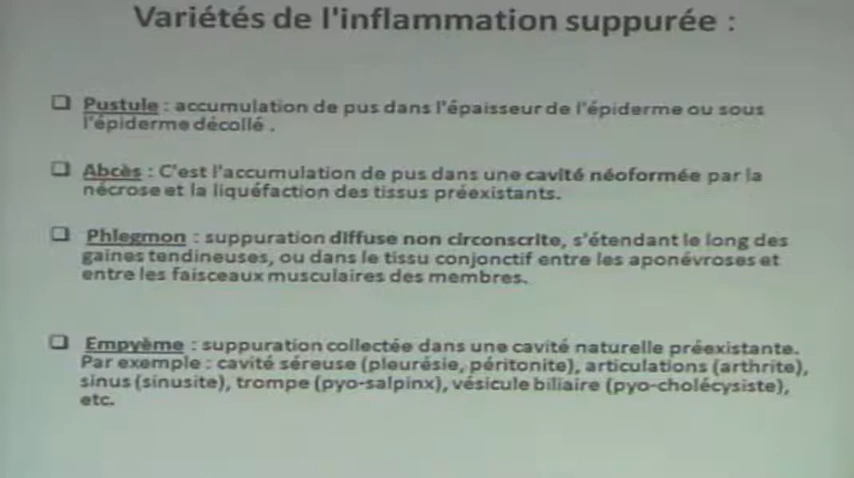 Variétés de l'inflammation suppurée :
❑ Pustule : accumulation de pus dans l'épaisseur de l'épiderme ou sous
l'épiderme décollé .
❑ Abcès : C'est l'accumulation de pus dans une cavité néoformée par la
nécrose et la liquéfaction des tissus préexistants.
❑ Phlegmon : suppuration diffuse non circonscrite, s'étendant le long des
gaines tendineuses, ou dans le tissu conjonctif entre les aponévroses et
entre les faisceaux musculaires des membres.
❑ Empyème : suppuration collectée dans une cavité naturelle préexistante.
Par exemple : cavité séreuse (pleurésie, péritonite), articulations (arthrite),
sinus (sinusite), trompe (pyo-salpinx), vésicule biliaire (pyo-cholécysiste),
etc.